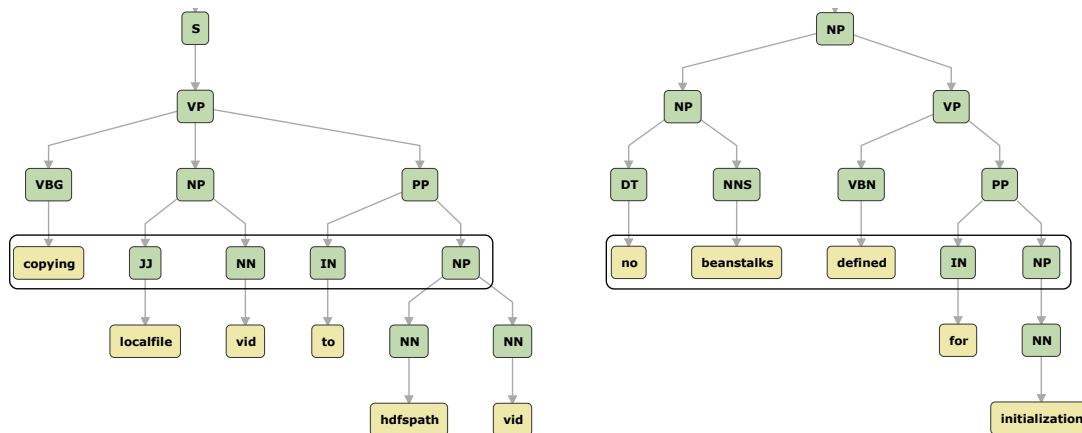 S NP
VP NP VP
VBG NP PP DT NNS VBN PP
copying JJ NN IN NP no beanstalks defined IN NP
localfile vid to NN NN for NN
hdfspath vid initialization